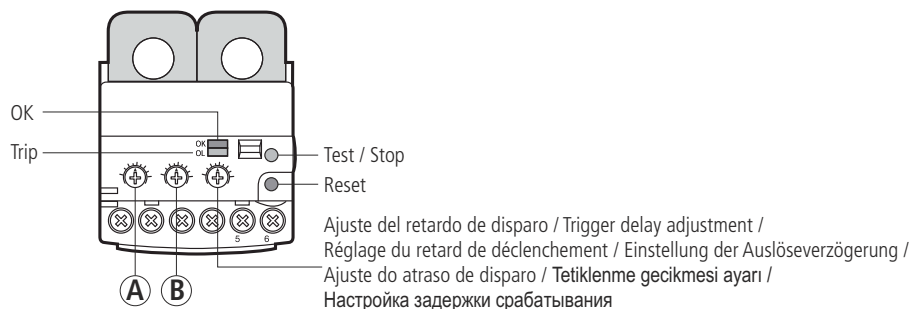 OK
Trip
OK
OL
Test / Stop
Reset
5
6
A
B
Ajuste del retardo de disparo / Trigger delay adjustment /
Réglage du retard de déclenchement / Einstellung der Auslöseverzögerung /
Ajuste do atraso de disparo / Tetiklenme gecikmesi ayarı /
Настройка задержки срабатывания